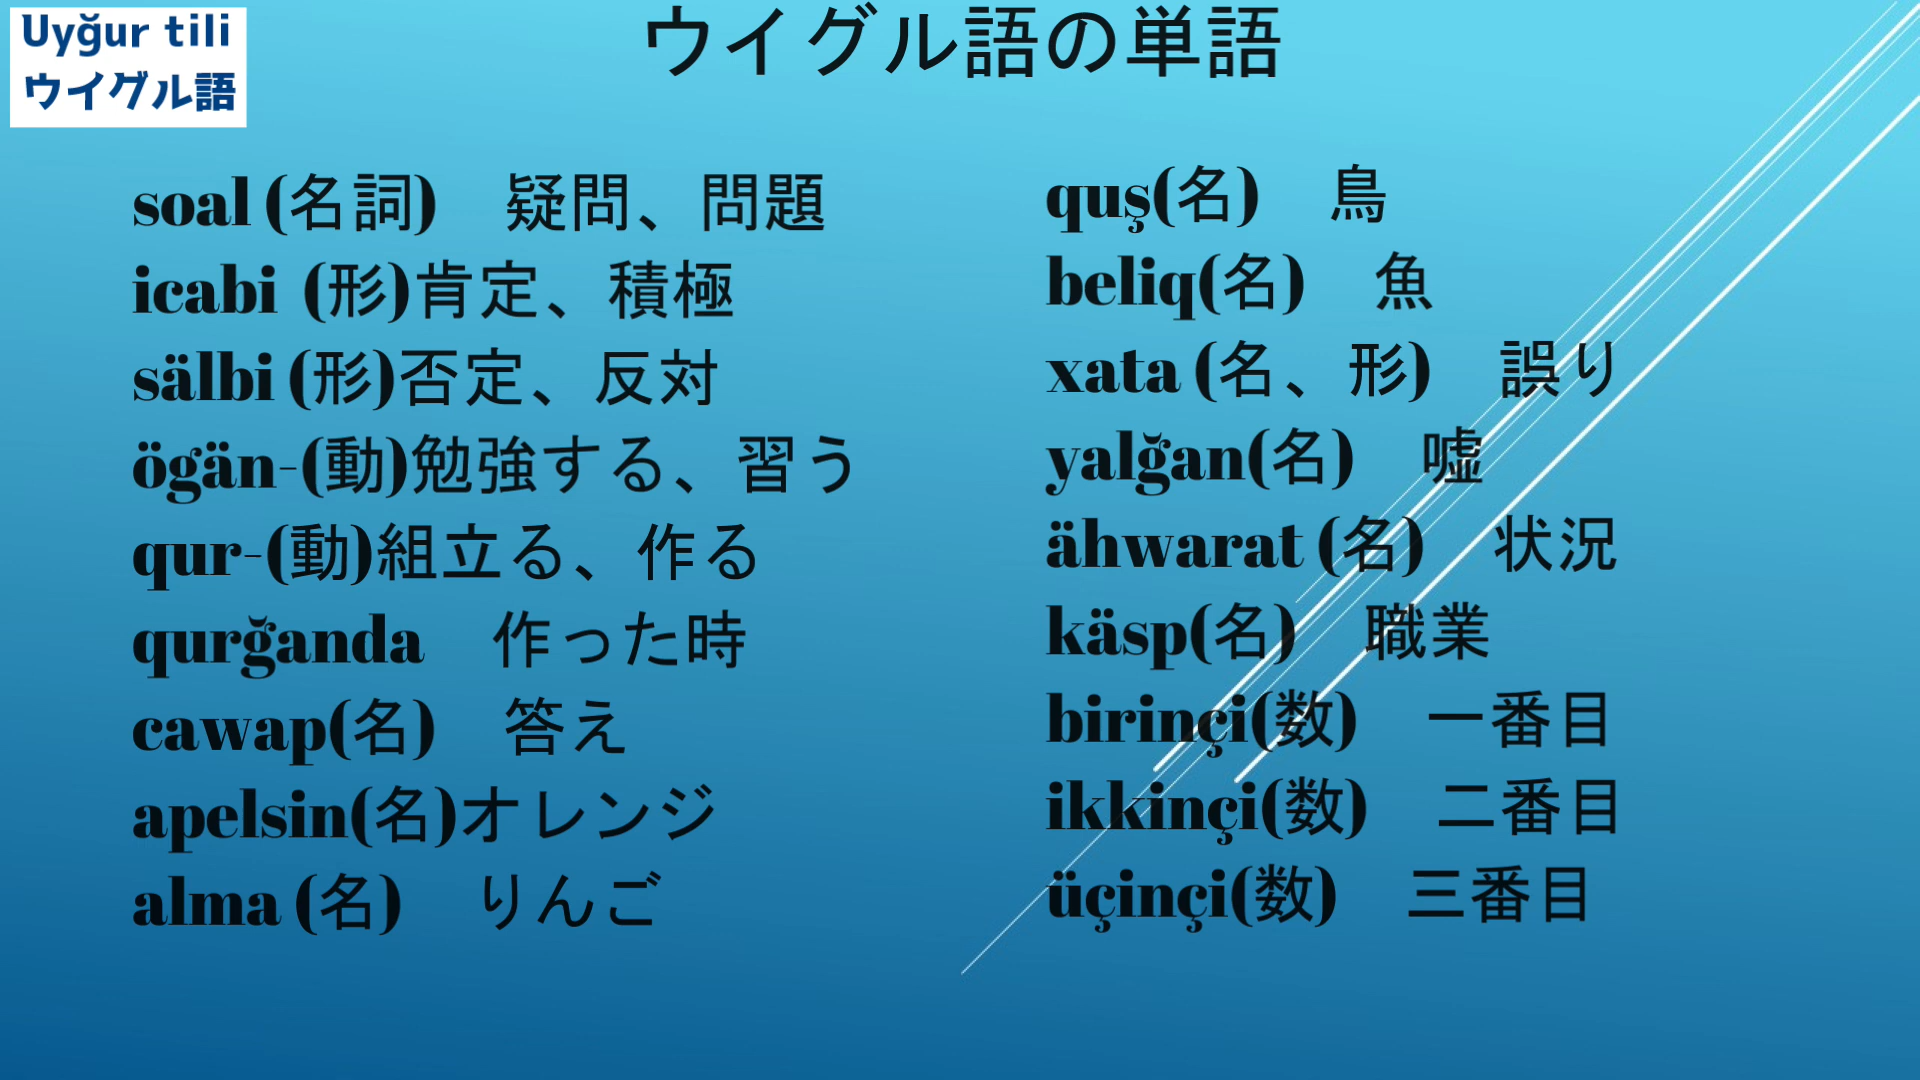 Uyğur tili
ウイグル語
ウイグル語の単語
soal (名詞)　疑問、問題
icabi (形)肯定、積極
sälbi (形)否定、反対
ögän-(動)勉強する、習う
qur-(動)組立る、作る
qurğanda　作った時
cawap(名)　答え
apelsin(名)オレンジ
alma (名)　りんご
quş(名)　鳥
beliq(名)　魚
xata (名、形)　誤り
yalğan(名)　嘘
ähwarat (名)　状況
käsp(名)　職業
birinçi(数)　一番目
ikkinçi(数)　二番目
üçinçi(数)　三番目